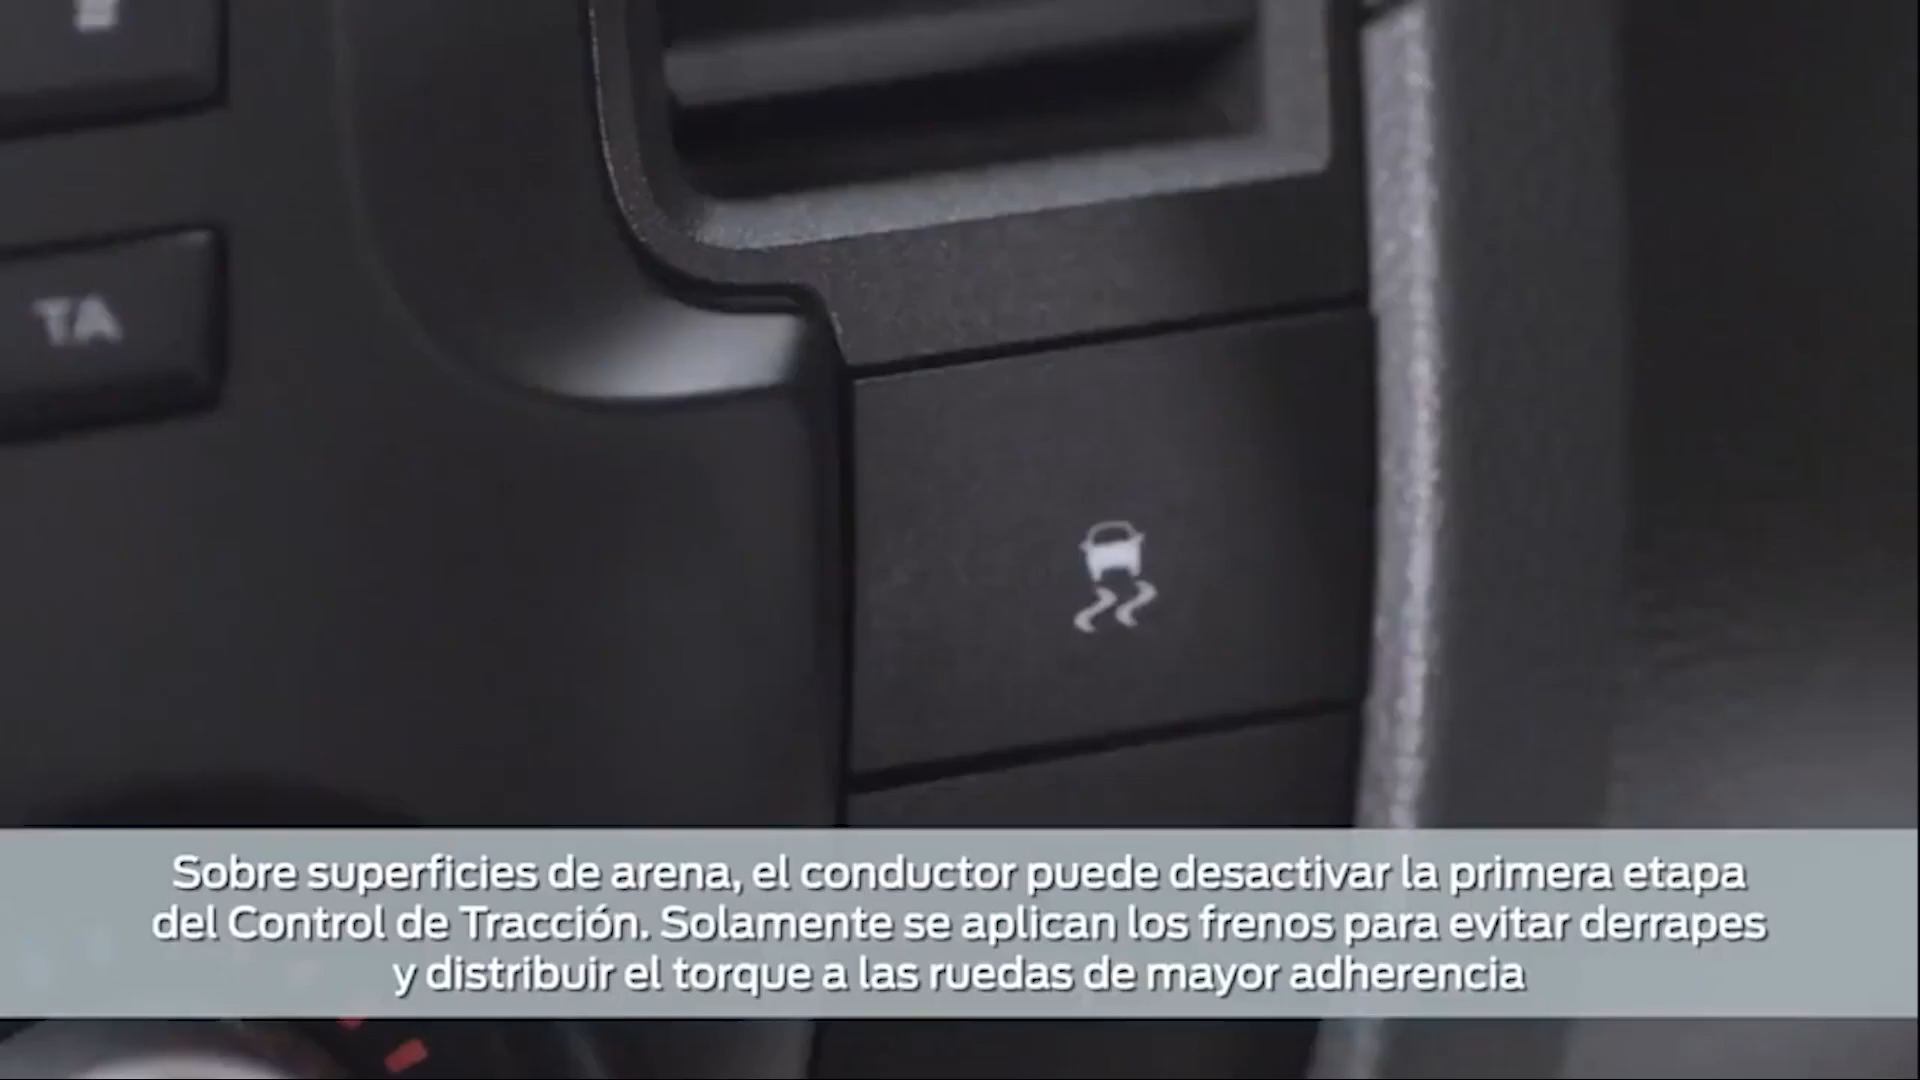 TA
Sobre superficies de arena, el conductor puede desactivar la primera etapa
del Control de Tracción. Solamente se aplican los frenos para evitar derrapes
y distribuir el torque a las ruedas de mayor adherencia